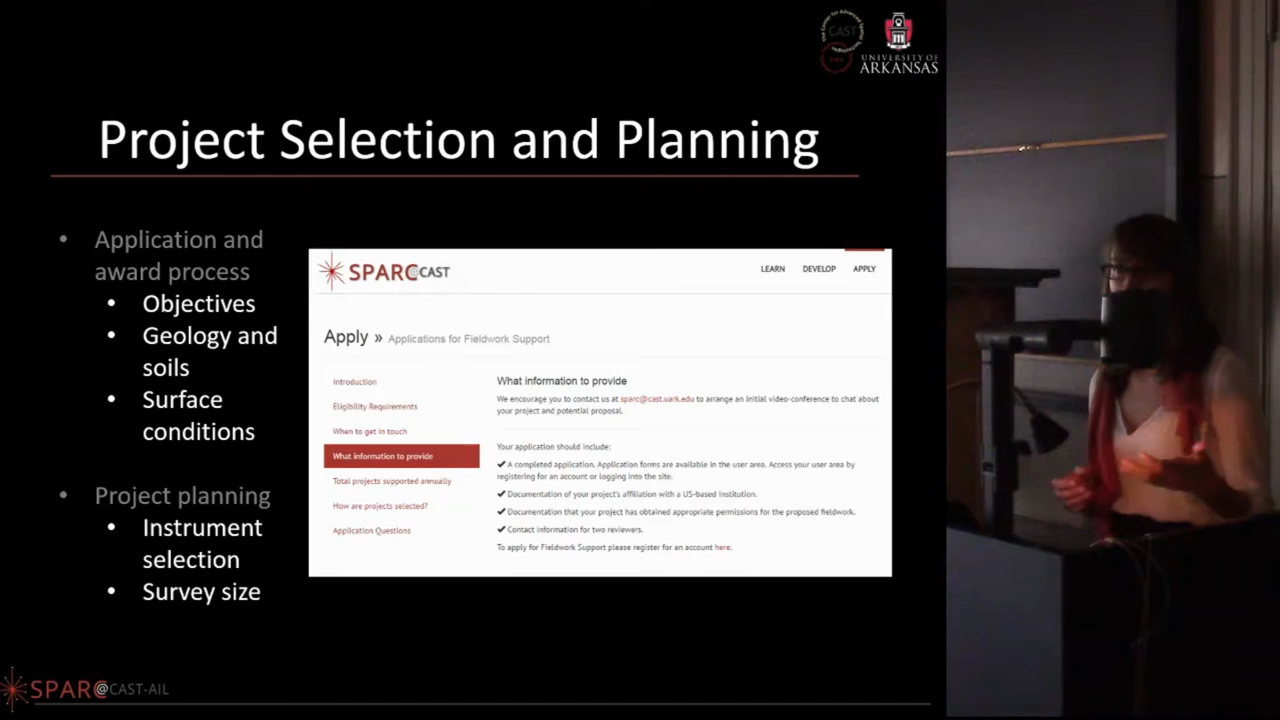 CAST
UNIVERSITY OF
ARKANSAS
Project Selection and Planning
• Application and
award process
• Objectives
• Geology and
soils
• Surface
conditions
• Project planning
• Instrument
selection
• Survey size
SPARC@CAST
LEARN DEVELOP APPLY
Apply » Applications for Fieldwork Support
Introduction
Eligibility Requirements
When to get in touch
What information to provide
Total projects supported annually
How are projects selected?
Application Questions
What information to provide
We encourage you to contact us at sparc@cast.uark.edu to arrange an initial video-conference to chat about
your project and potential proposal.
Your application should include:
✔ A completed application. Application forms are available in the user area. Access your user area by
registering for an account or logging into the site.
✔ Documentation of your project's affiliation with a US-based Institution.
✔ Documentation that your project has obtained appropriate permissions for the proposed fieldwork.
✔ Contact information for two reviewers.
To apply for Fieldwork Support please register for an account here.
SPARC@CAST-AIL